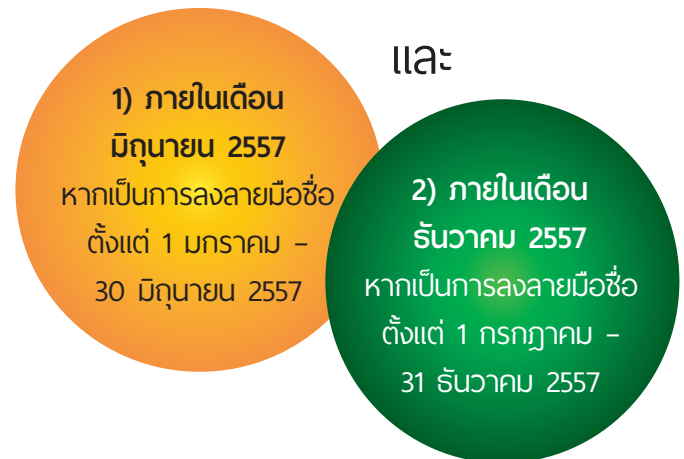 1) ภายในเดือน
มิถุนายน 2557
หากเป็นการลงลายมือชื่อ
ตั้งแต่ 1 มกราคม –
30 มิถุนายน 2557
และ
2) ภายในเดือน
ธันวาคม 2557
หากเป็นการลงลายมือชื่อ
ตั้งแต่ 1 กรกฎาคม –
31 ธันวาคม 2557